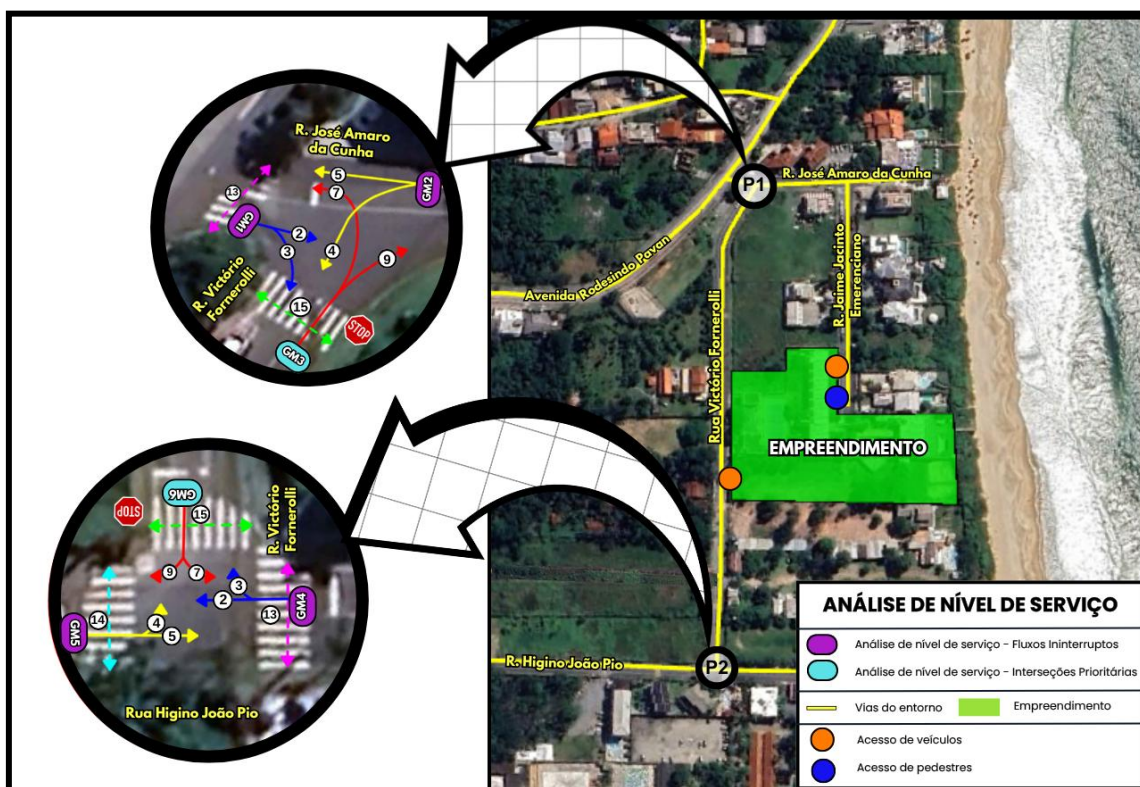 R. José Amaro
da Cunha
5
7
GM2
13
GM1
2
3
4
9
R. Victório
Fornerolli
15
STOP
GM3
P1
R. José Amaro da Cunha
Avenida Rodesindo Pavan
R. Jaime Jacinto
Emerenciano
Rua Victório Fornerolli
EMPREENDIMENTO
GM6
STOP
15
R. Victório
Fornerolli
9
7
3
2
13
GM4
14
4
5
GM5
Rua Higino João Pio
R. Higino João Pio
P2
ANÁLISE DE NÍVEL DE SERVIÇO
Análise de nível de serviço - Fluxos Ininterruptos
Análise de nível de serviço - Interseções Prioritárias
Vias do entorno
Empreendimento
Acesso de veículos
Acesso de pedestres